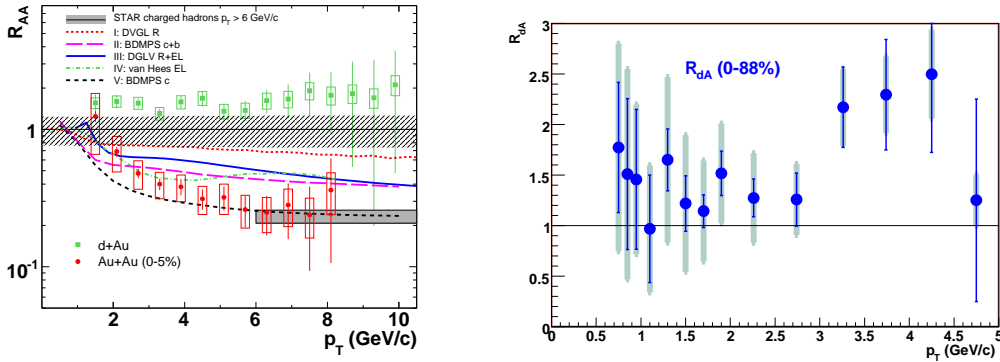 R_AA
STAR charged hadrons p_T > 6 GeV/c
I: DVGL R
II: BDMPS c+b
III: DGLV R+EL
IV: van Hees EL
V: BDMPS c
1
10^-1
d+Au
Au+Au (0-5%)
2 4 6 8 10
p_T (GeV/c)
R_dA
3
2.5
2
1.5
1
0.5
0
R_dA (0-88%)
0 0.5 1 1.5 2 2.5 3 3.5 4 4.5 5
p_T (GeV/c)